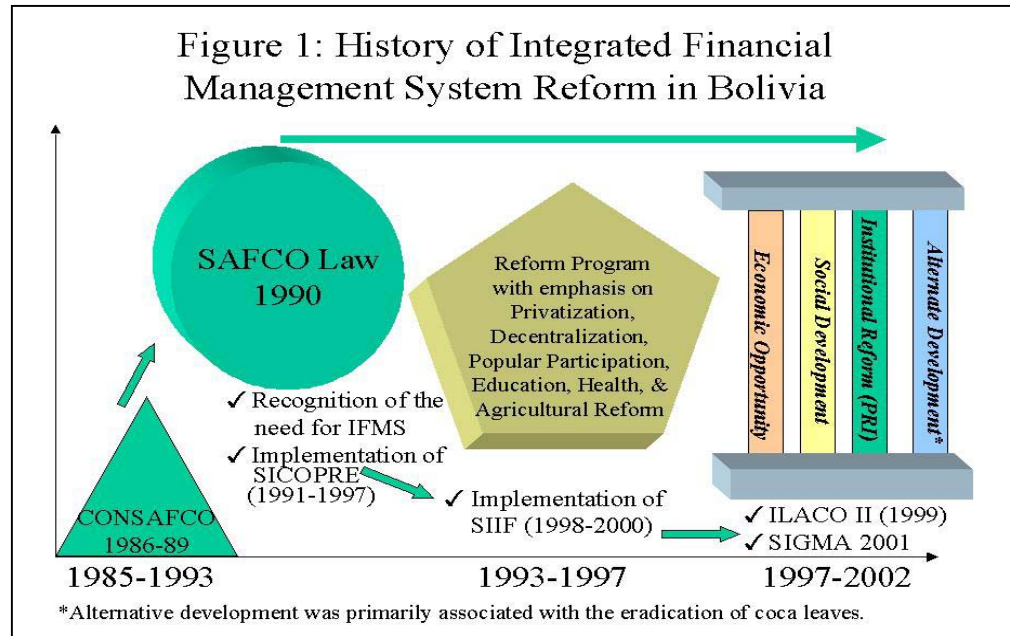 Figure 1: History of Integrated Financial
Management System Reform in Bolivia
SAFCO Law
1990
CONSAFCO
1986-89
✓ Recognition of the
need for IFMS
✓ Implementation of
SICOPRE
(1991-1997)
Reform Program
with emphasis on
Privatization,
Decentralization,
Popular Participation,
Education, Health, &
Agricultural Reform
✓ Implementation of
SIIF (1998-2000)
Economic Opportunity
Social Development
Institutional Reform (PRI)
Alternate Development*
✓ ILACO II (1999)
✓ SIGMA 2001
1985-1993
1993-1997
1997-2002
*Alternative development was primarily associated with the eradication of coca leaves.